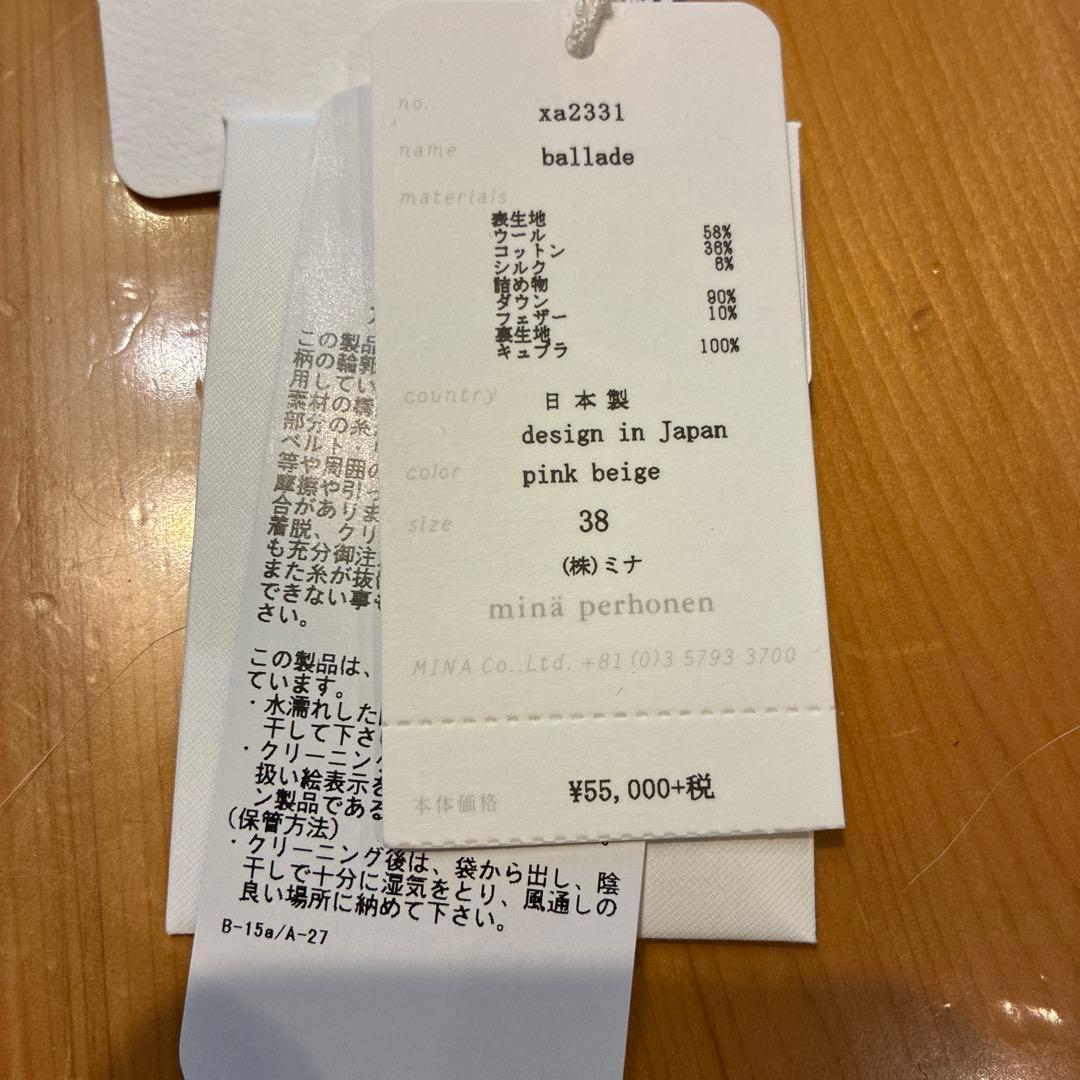 no. xa2331
name ballade
materials
表生地
ウール 58%
コットン 36%
シルク 6%
詰め物
ダウン 90%
フェザー 10%
裏生地
キュプラ 100%
country 日本製
design in Japan
color pink beige
size 38
(株)ミナ
minä perhonen
MINA Co.,Ltd. +81(0)3 5793 3700
本体価格 ¥55,000+税
この製品
柄の輪郭
用してい
素材の
部分の糸
ベルト・
等や周囲の
摩擦や引っ
合がありま
着脱、クリ
も充分御注
また糸が抜
できない事
さい。
この製品は、
ています。
・水濡れした
干して下さ
・クリーニング
扱い絵表示を
ン製品である
(保管方法)
・クリーニング後は、袋から出し、陰
干しで十分に湿気をとり、風通しの
良い場所に納めて下さい。
B-15a/A-27